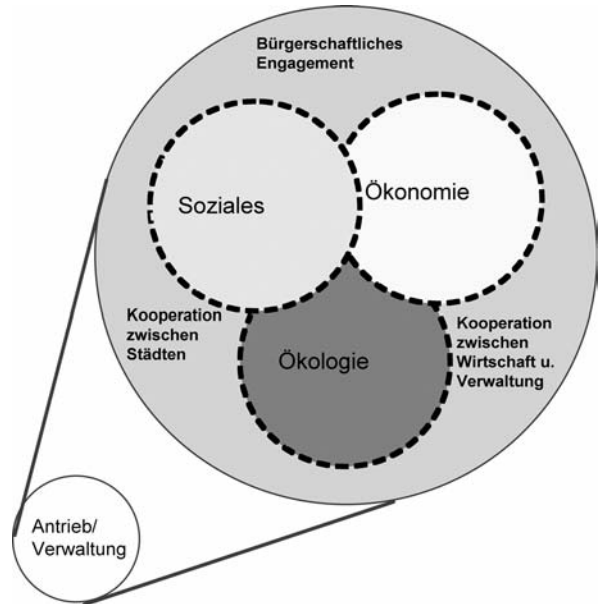 Bürgerschaftliches
Engagement
Soziales
Ökonomie
Kooperation
zwischen
Städten
Ökologie
Kooperation
zwischen
Wirtschaft u.
Verwaltung
Antrieb/
Verwaltung